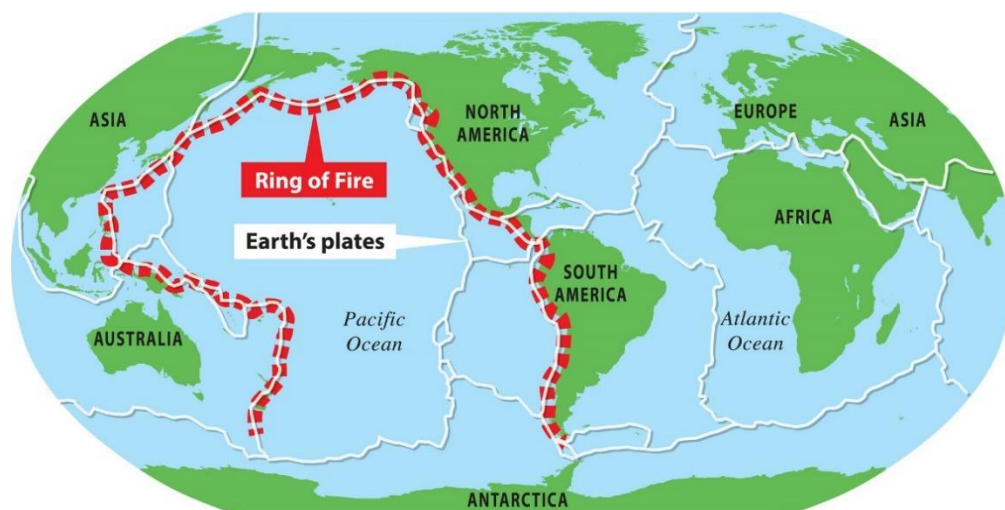 ASIA
NORTH
AMERICA
EUROPE
ASIA
Ring of Fire
AFRICA
Earth's plates
SOUTH
AMERICA
Pacific
Ocean
Atlantic
Ocean
AUSTRALIA
ANTARCTICA